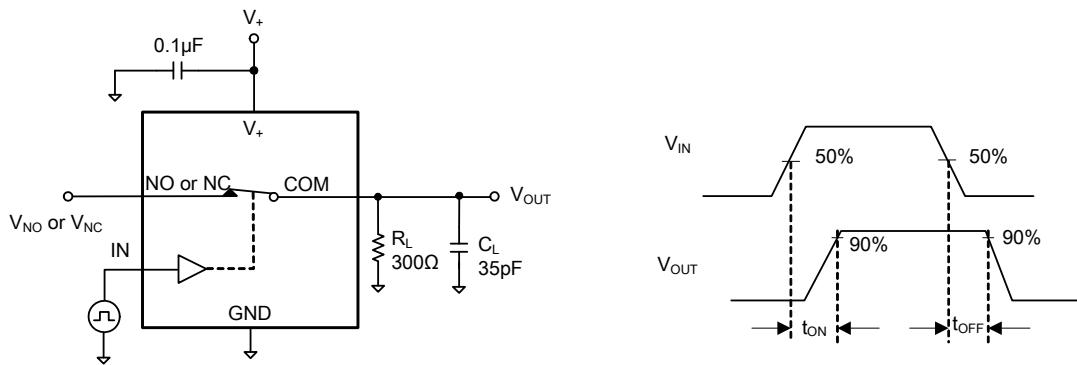 V+
0.1µF
V+
NO or NC
COM
VNO or VNC
IN
VOUT
RL
300Ω
CL
35pF
GND
VIN
50%
50%
VOUT
90%
90%
tON
tOFF